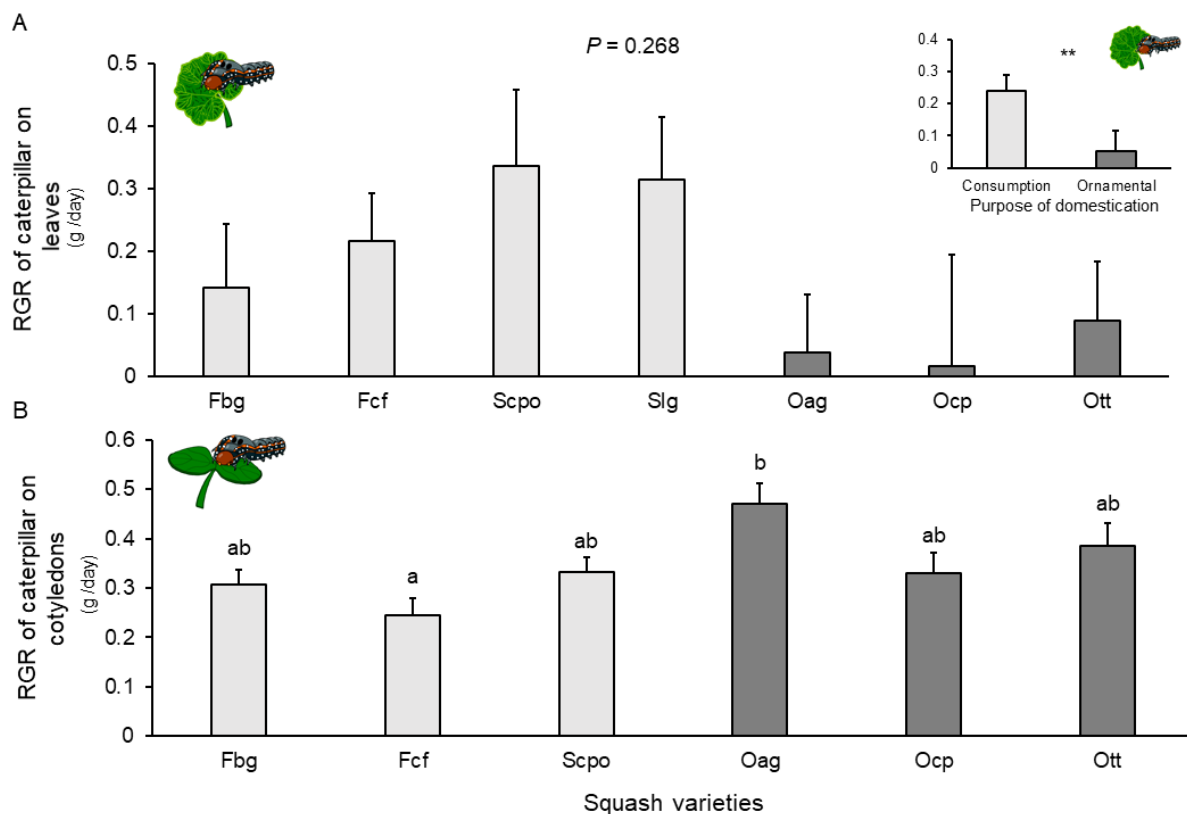 A
P = 0.268
0.5
0.4
0.3
0.2
0.1
0
RGR of caterpillar on
leaves
(g /day)
Fbg Fcf Scpo Slg Oag Ocp Ott
0.4
0.3
0.2
0.1
0
**
Consumption Ornamental
Purpose of domestication
B
0.6
0.5
0.4
0.3
0.2
0.1
0
RGR of caterpillar on
cotyledons
(g /day)
ab a ab b ab ab
Fbg Fcf Scpo Oag Ocp Ott
Squash varieties